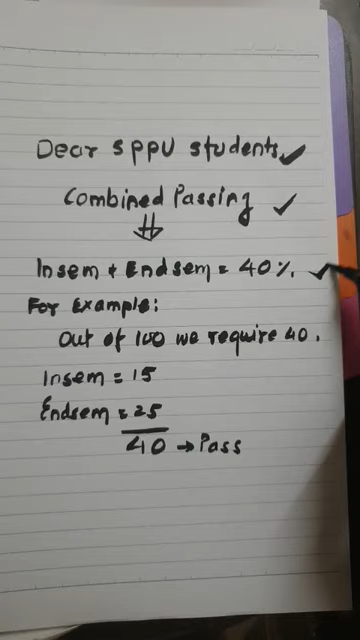 Dear SPPU students ✓
Combined Passing ✓
⇓
Insem + Endsem = 40%. ✓
For Example:
Out of 100 we require 40.
Insem = 15
Endsem = 25
40 → Pass